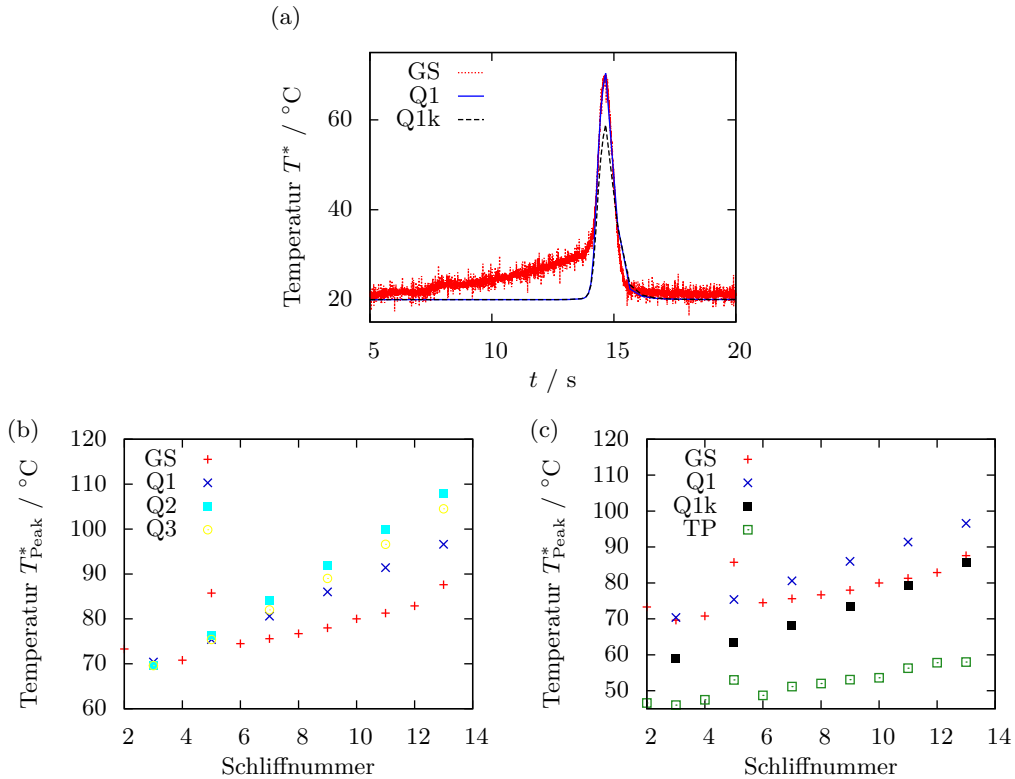 (a)
Temperatur T* / °C
60
40
20
GS
Q1
Q1k
5
10
15
20
t / s
(b)
Temperatur T*Peak / °C
120
110
100
90
80
70
60
GS
Q1
Q2
Q3
2
4
6
8
10
12
14
Schliffnummer
(c)
Temperatur T*Peak / °C
120
110
100
90
80
70
60
50
GS
Q1
Q1k
TP
2
4
6
8
10
12
14
Schliffnummer